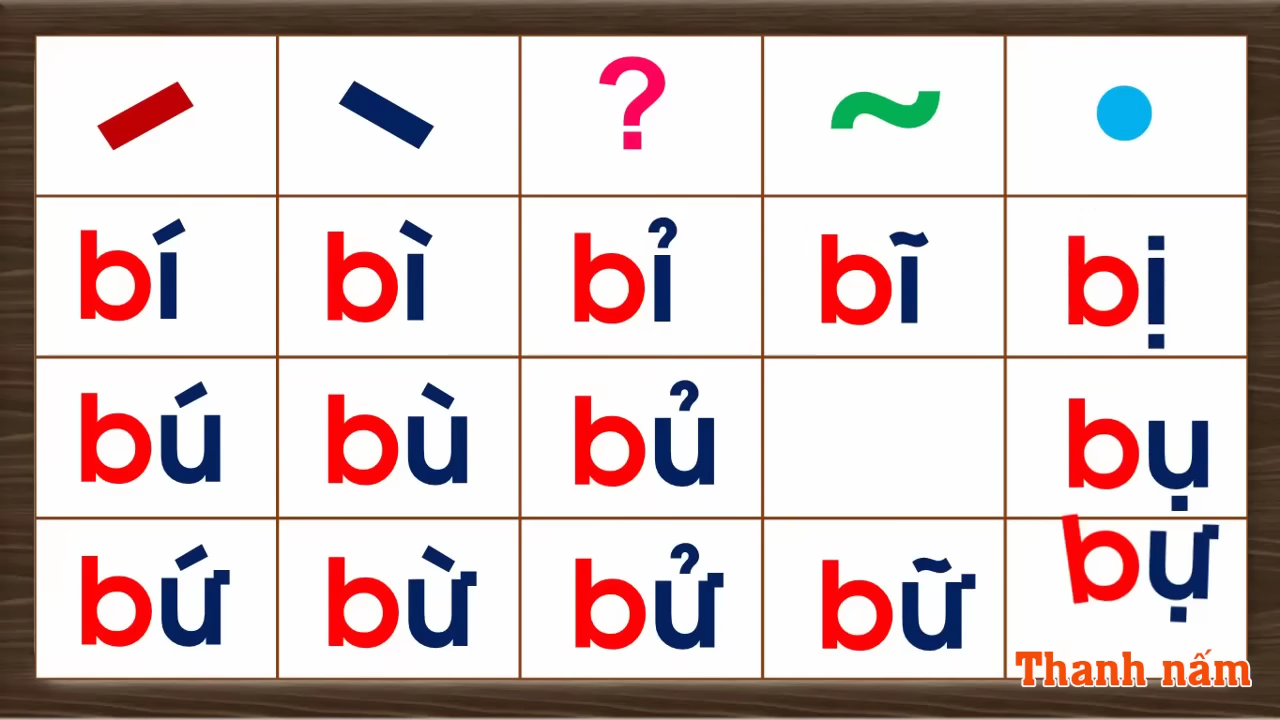 ? ~
bí bì bỉ bĩ bị
bú bù bủ bụ
bứ bừ bử bữ bự
Thanh nấm